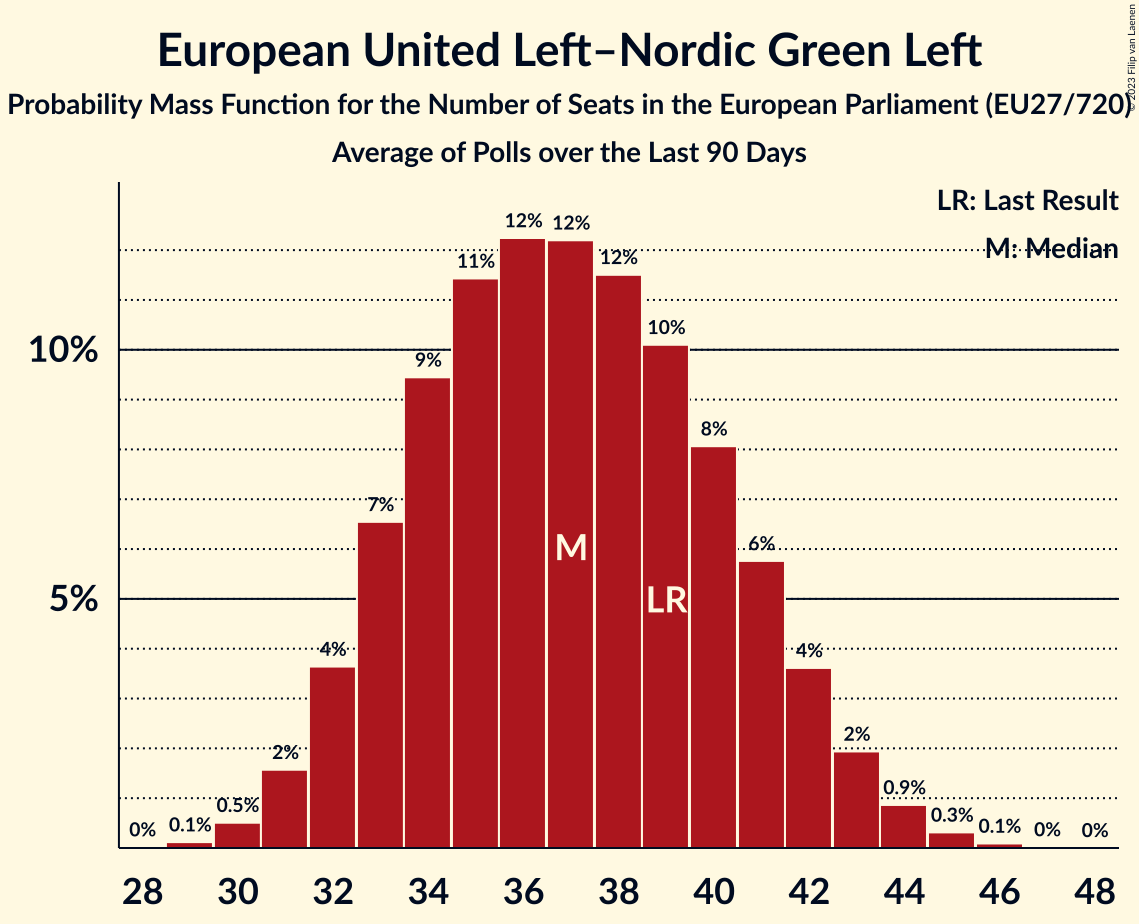 European United Left–Nordic Green Left
Probability Mass Function for the Number of Seats in the European Parliament (EU27/720)
Average of Polls over the Last 90 Days
© 2023 Filip van Laenen
LR: Last Result
M: Median
10%
5%
0%
0.1%
0.5%
2%
4%
7%
9%
11%
12%
12%
12%
10%
8%
6%
4%
2%
0.9%
0.3%
0.1%
0%
0%
M
LR
28 30 32 34 36 38 40 42 44 46 48